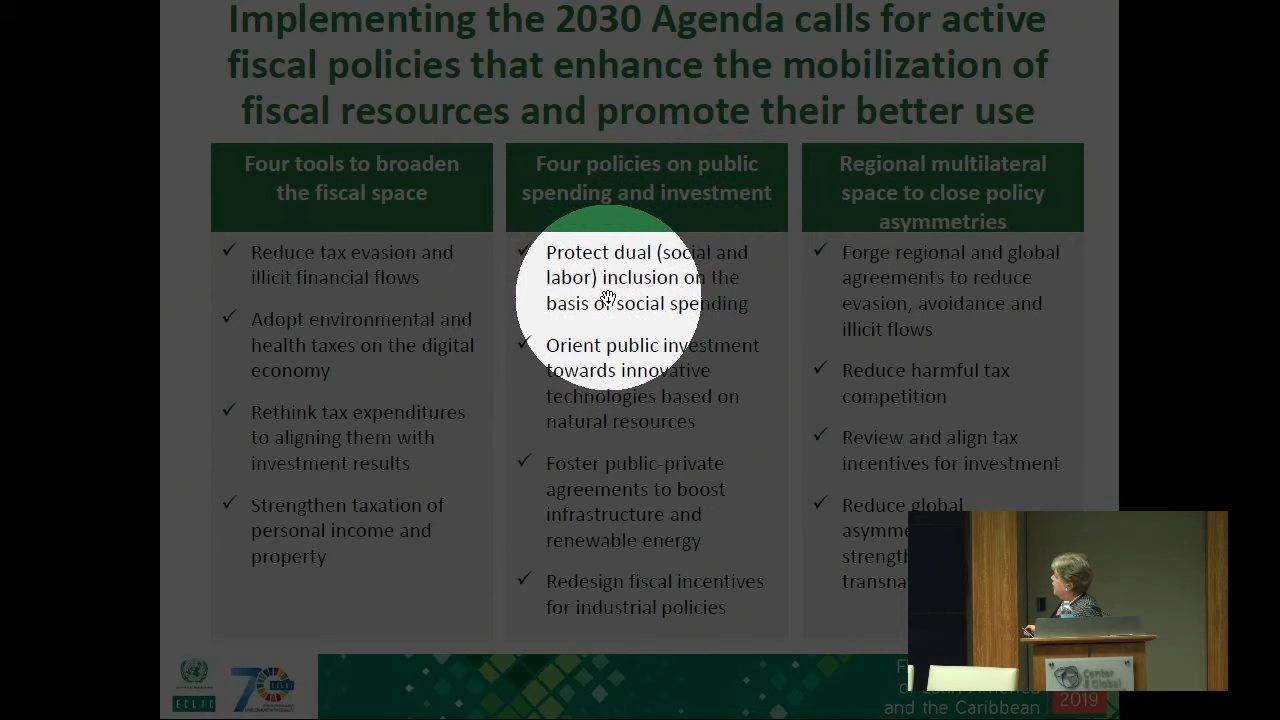 Implementing the 2030 Agenda calls for active
fiscal policies that enhance the mobilization of
fiscal resources and promote their better use
Four tools to broaden
the fiscal space
✓ Reduce tax evasion and
illicit financial flows
✓ Adopt environmental and
health taxes on the digital
economy
✓ Rethink tax expenditures
to aligning them with
investment results
✓ Strengthen taxation of
personal income and
property
Four policies on public
spending and investment
✓ Protect dual (social and
labor) inclusion on the
basis of social spending
✓ Orient public investment
towards innovative
technologies based on
natural resources
✓ Foster public-private
agreements to boost
infrastructure and
renewable energy
✓ Redesign fiscal incentives
for industrial policies
Regional multilateral
space to close policy
asymmetries
✓ Forge regional and global
agreements to reduce
evasion, avoidance and
illicit flows
✓ Reduce harmful tax
competition
✓ Review and align tax
incentives for investment
✓ Reduce global
UNITED NATIONS
ECLAC
70
and the Caribbean
2019
Center
Global